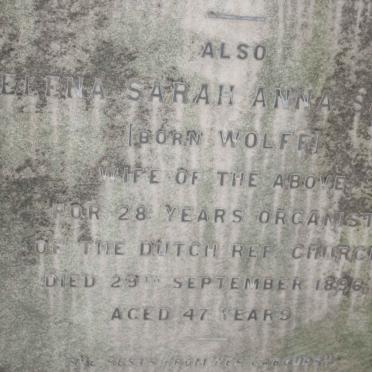 ALSO
SARAH ANNA
[BORN WOLFF]
WIFE OF THE ABOVE
FOR 28 YEARS ORGANIST
OF THE DUTCH REF. CHURCH
DIED 29TH SEPTEMBER 1896
AGED 47 YEARS